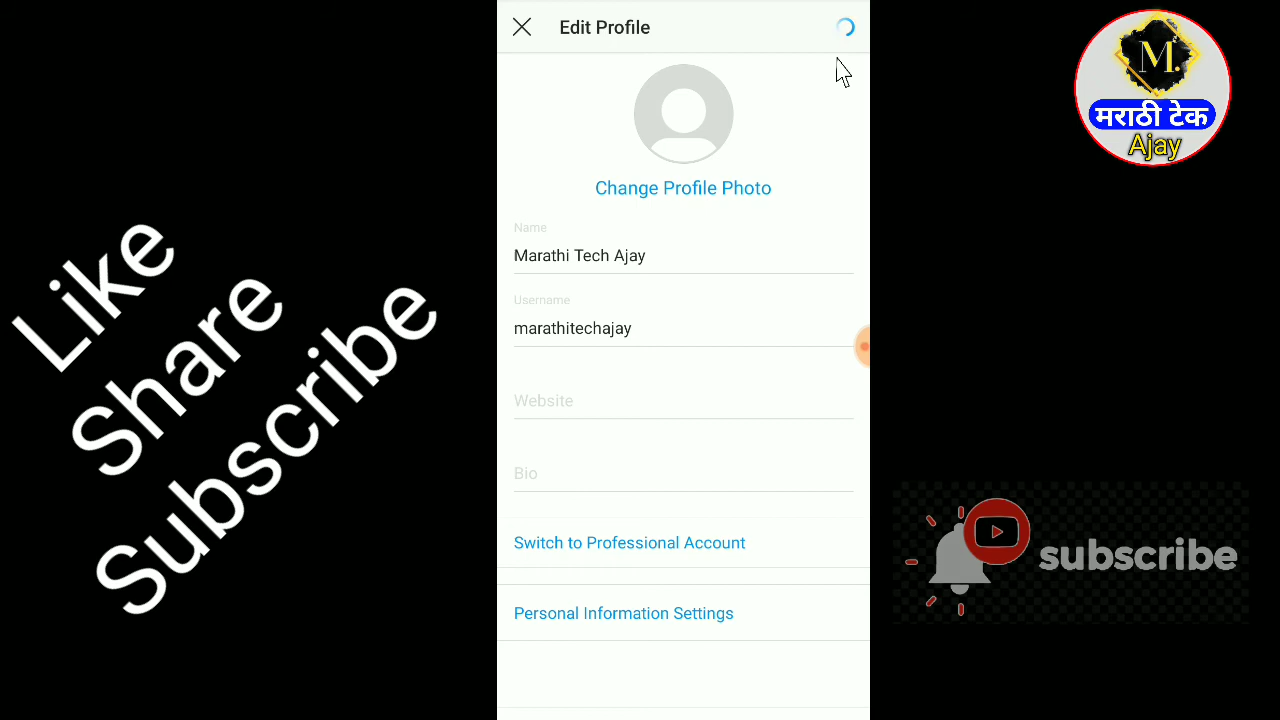 Like
Share
Subscribe
Edit Profile
Change Profile Photo
Name
Marathi Tech Ajay
Username
marathitechajay
Website
Bio
Switch to Professional Account
Personal Information Settings
M.
मराठी टेक
Ajay
subscribe